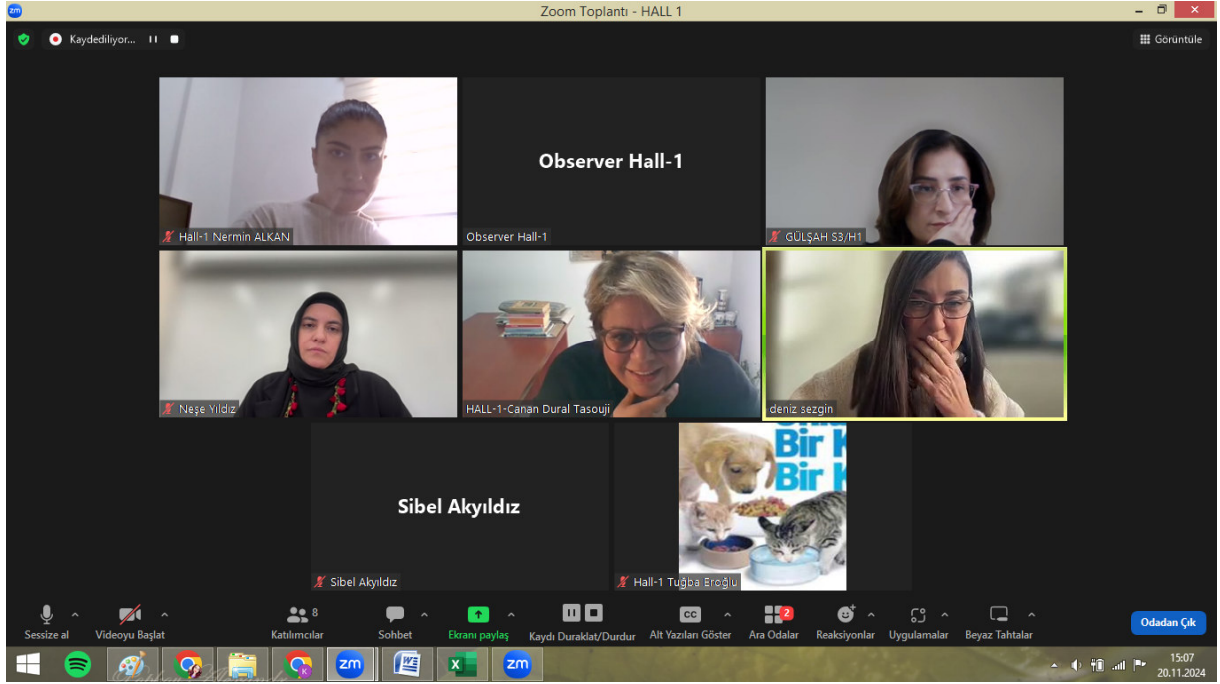 zm
Zoom Toplantı - HALL 1
Kaydediliyor...
Görüntüle
Hall-1 Nermin ALKAN
Observer Hall-1
Observer Hall-1
GÜLŞAH S3/H1
Neşe Yıldız
HALL-1-Canan Dural Tasouji
deniz sezgin
Sibel Akyıldız
Sibel Akyıldız
Bir K
Bir K
Hall-1 Tuğba Eroğlu
Sessize al
Videoyu Başlat
8
Katılımcılar
Sohbet
Ekranı paylaş
Kaydı Duraklat/Durdur
CC
Alt Yazıları Göster
2
Ara Odalar
Reaksiyonlar
Uygulamalar
Beyaz Tahtalar
Odadan Çık
K
zm
W
X
zm
15:07
20.11.2024